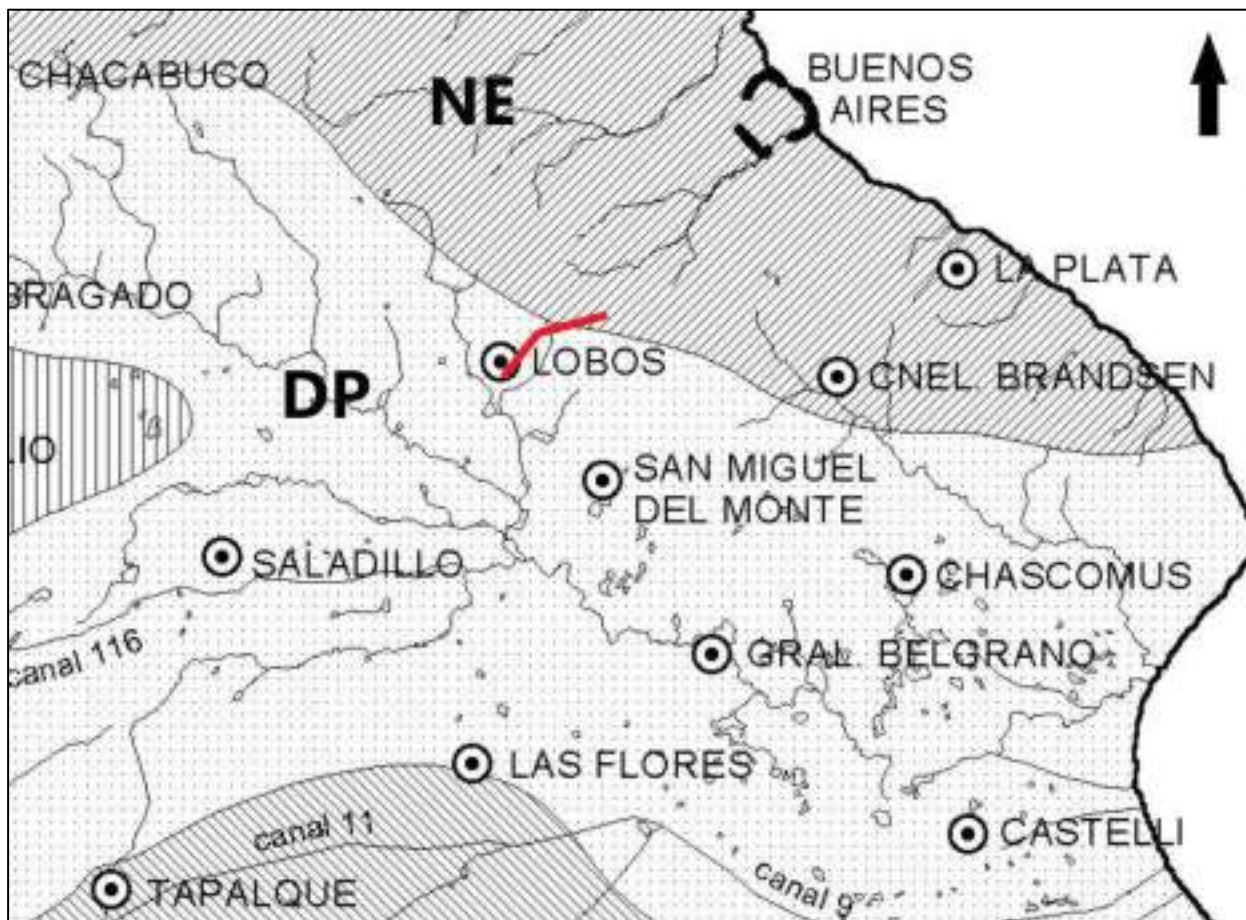 CHACABUCO
NE
BUENOS
AIRES
LA PLATA
BRAGADO
LOBOS
DP
CNEL. BRANDSEN
LIO
SAN MIGUEL
DEL MONTE
SALADILLO
CHASCOMUS
canal 116
GRAL. BELGRANO
LAS FLORES
canal 11
CASTELLI
canal 9
TAPALQUE